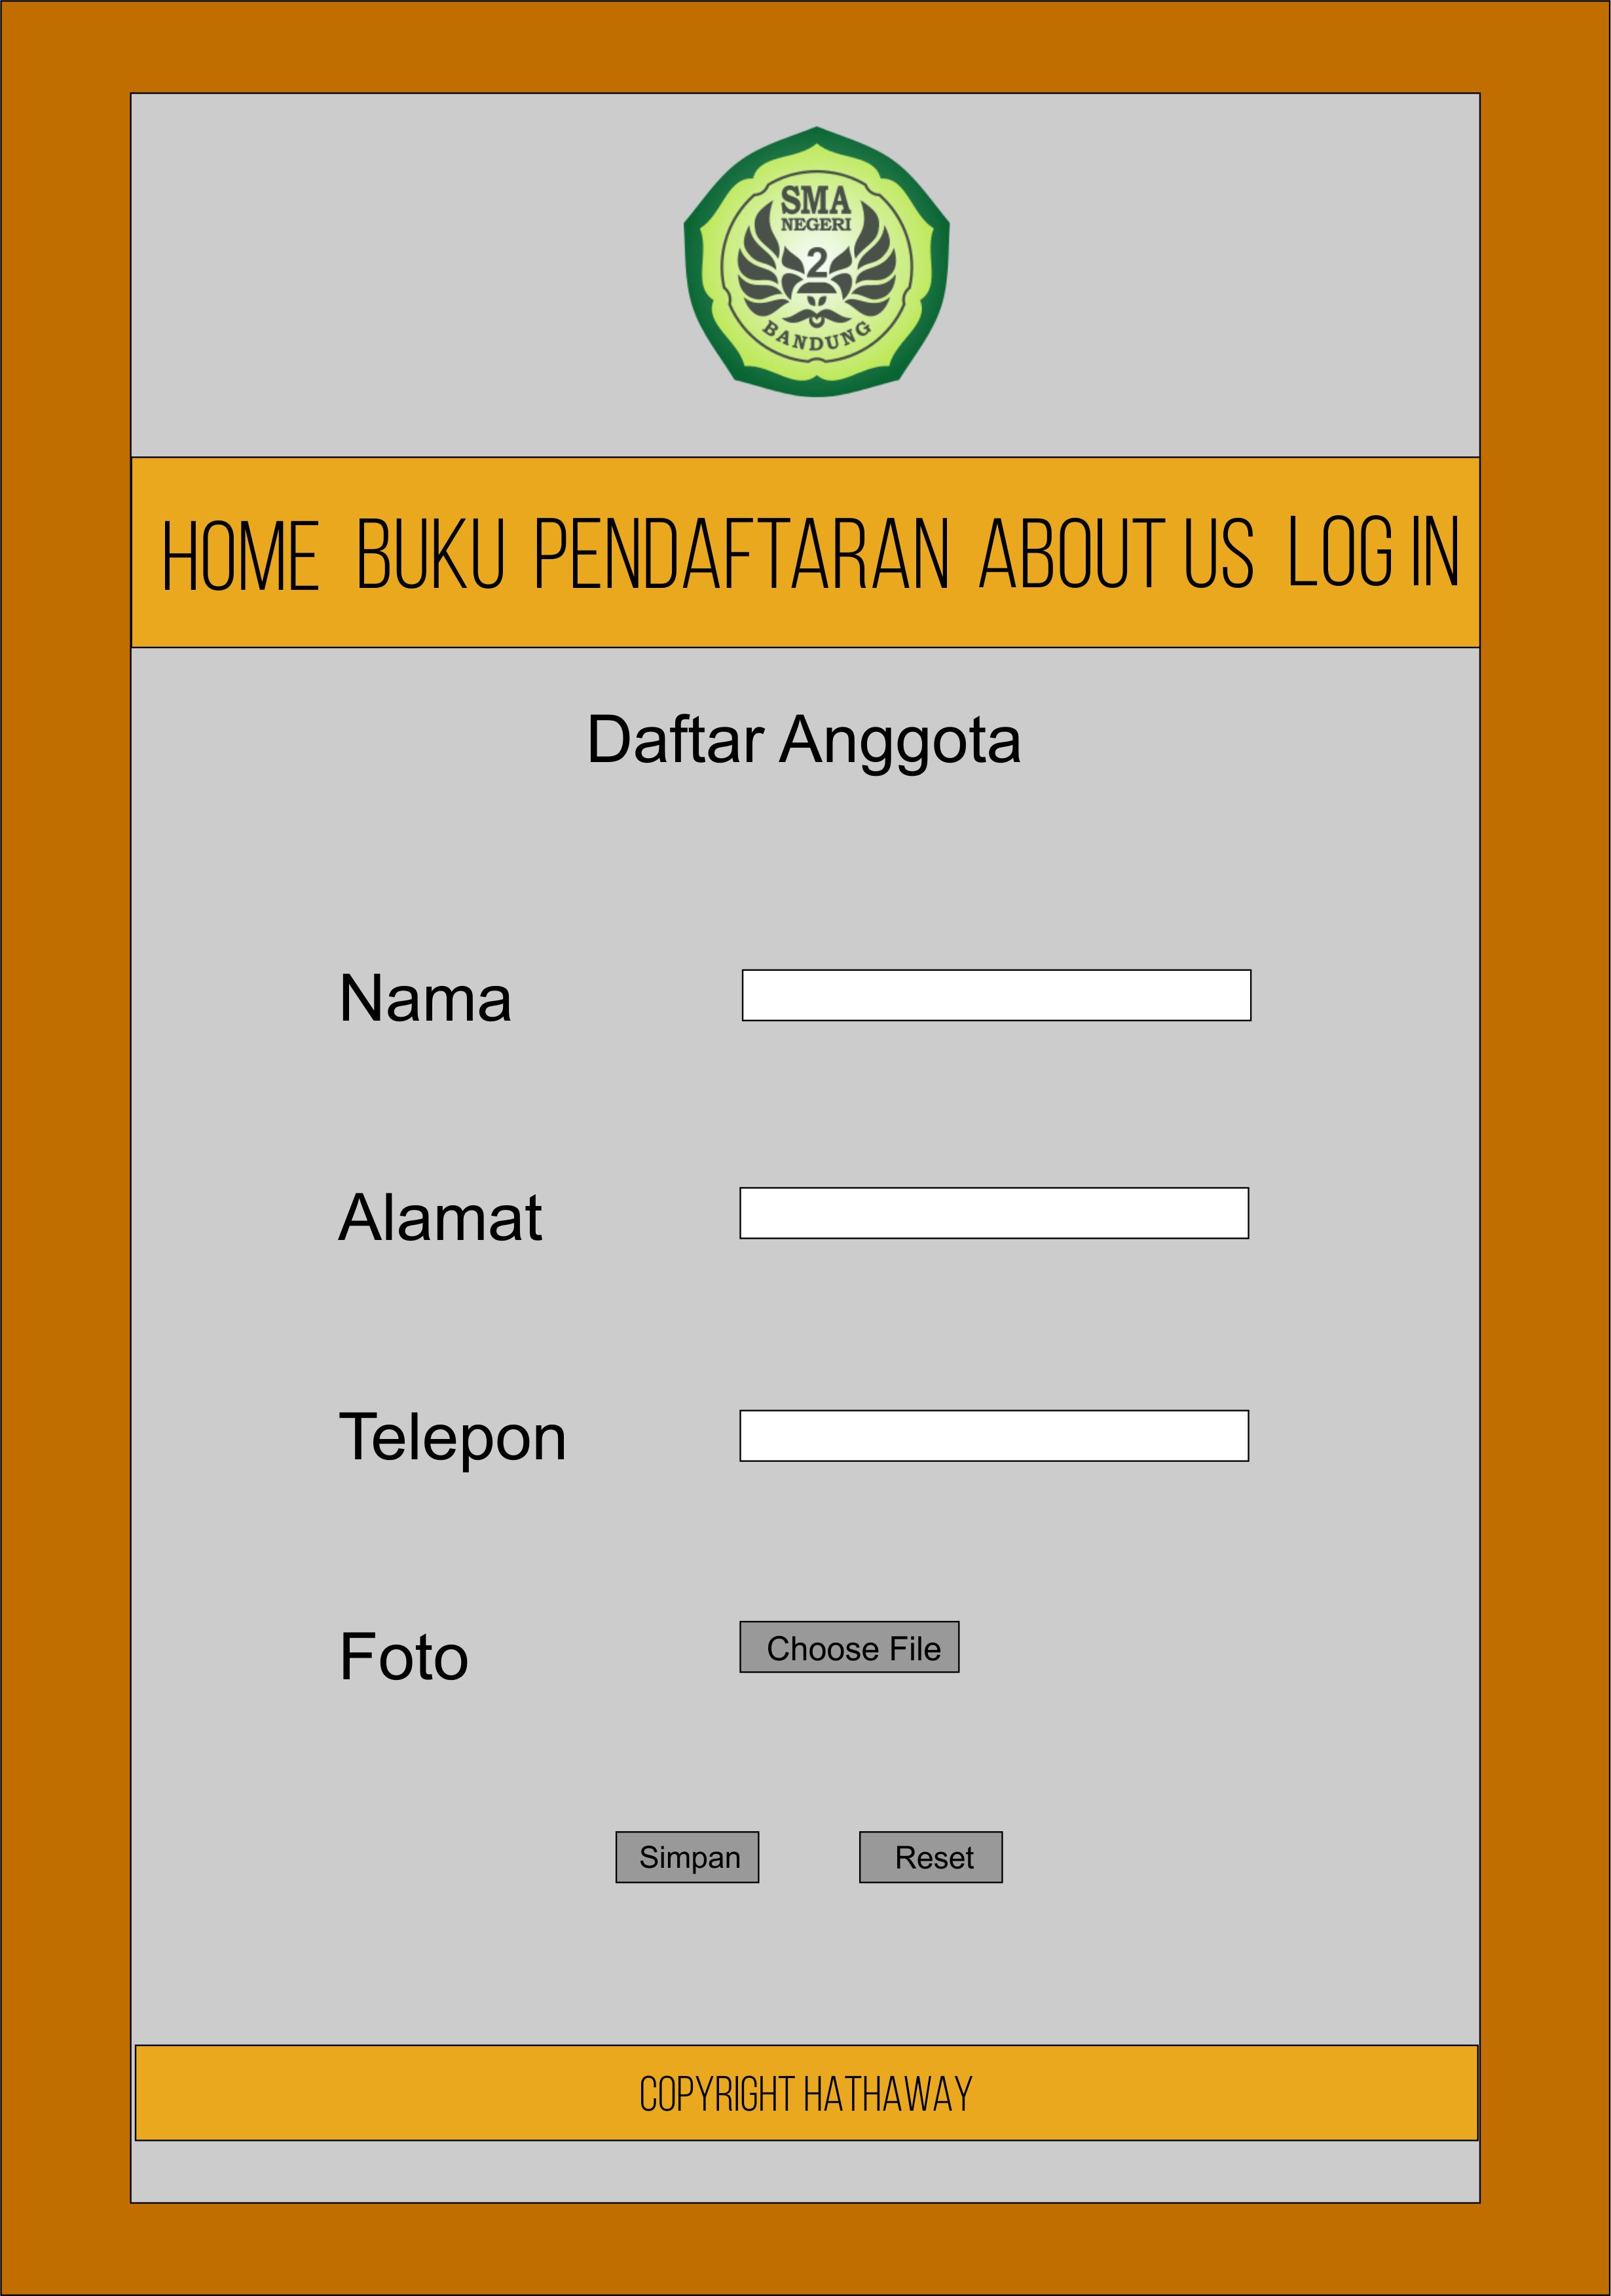 SMA
NEGERI
2
BANDUNG
HOME BUKU PENDAFTARAN ABOUT US LOG IN
Daftar Anggota
Nama
Alamat
Telepon
Foto Choose File
Simpan Reset
COPYRIGHT HATHAWAY